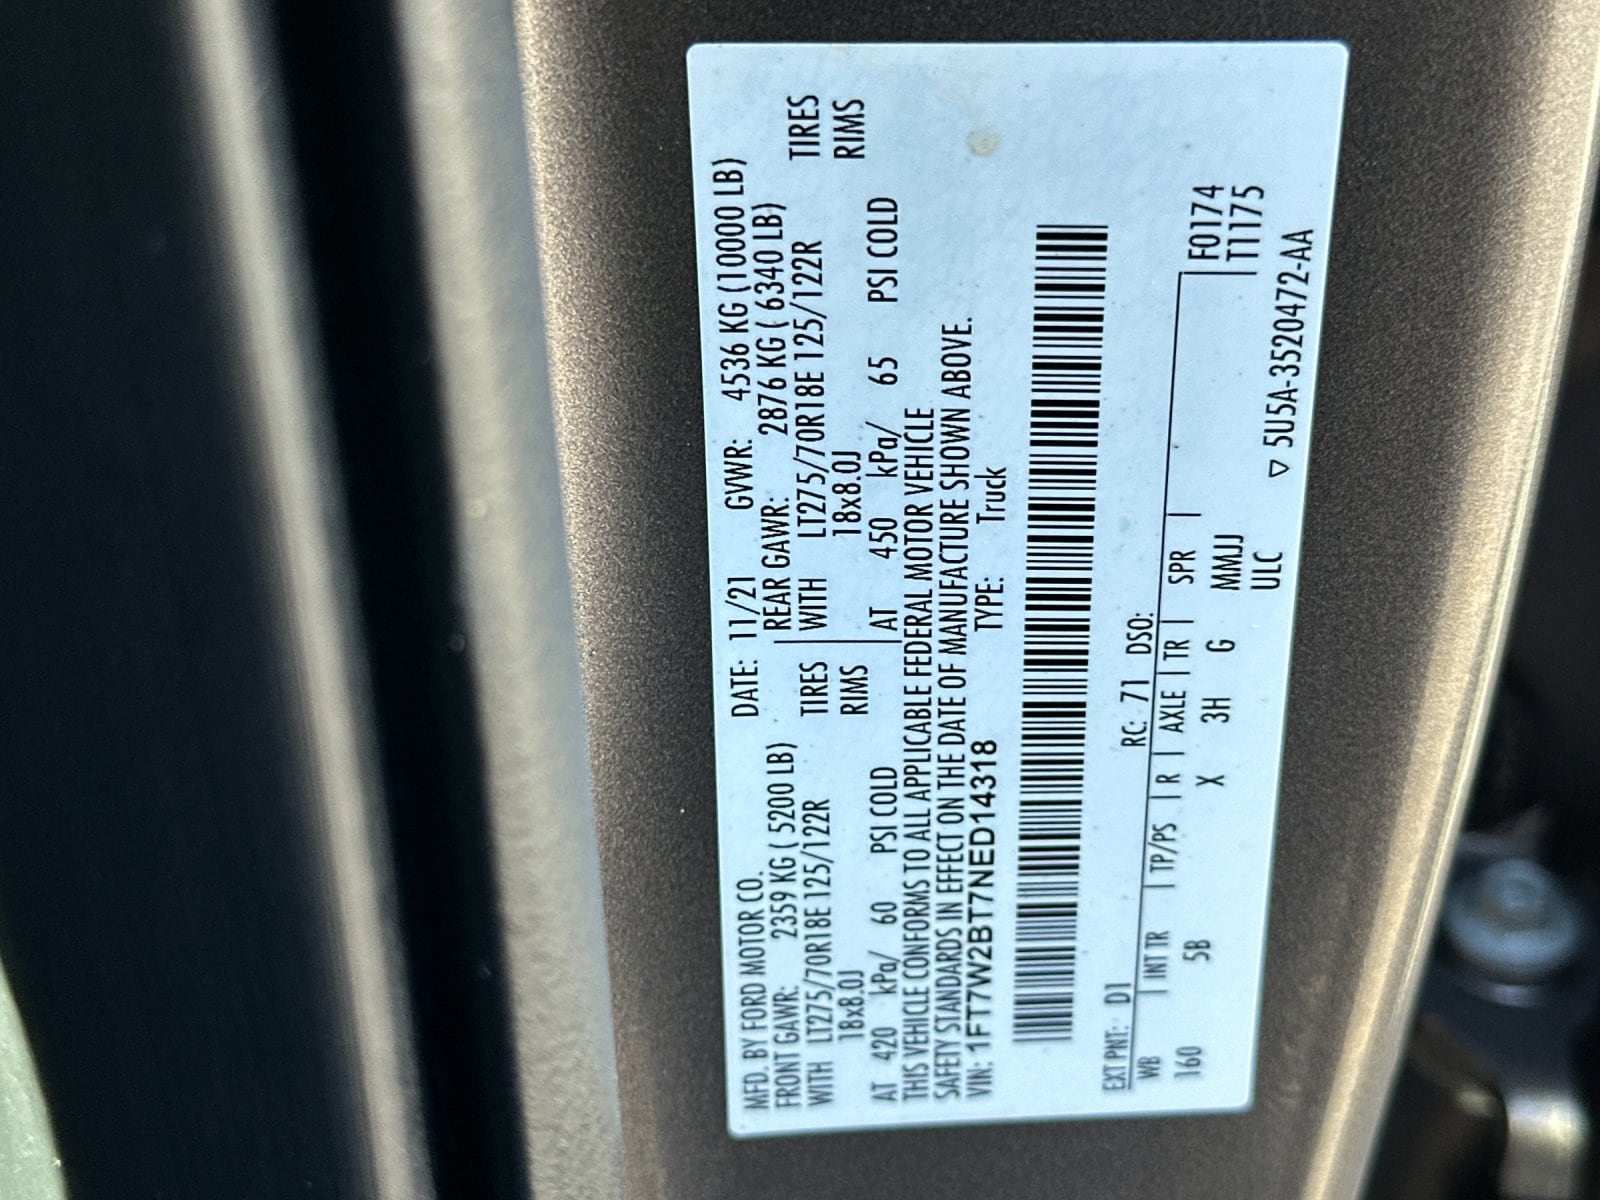 MFD. BY FORD MOTOR CO. DATE: 11/21 GVWR: 4536 KG (10000 LB)
FRONT GAWR: 2359 KG ( 5200 LB) REAR GAWR: 2876 KG ( 6340 LB)
WITH LT275/70R18E 125/122R TIRES WITH LT275/70R18E 125/122R TIRES
18x8.0J RIMS 18x8.0J RIMS
AT 420 kPa/ 60 PSI COLD AT 450 kPa/ 65 PSI COLD
THIS VEHICLE CONFORMS TO ALL APPLICABLE FEDERAL MOTOR VEHICLE
SAFETY STANDARDS IN EFFECT ON THE DATE OF MANUFACTURE SHOWN ABOVE.
VIN: 1FT7W2BT7NED14318 TYPE: Truck
EXT PNT: D1 RC: 71 DSO:
WB | INT TR | TP/PS | R | AXLE | TR | SPR | F0174
160 5B X 3H G MMJJ T1175
ULC
▽ 5U5A-3520472-AA